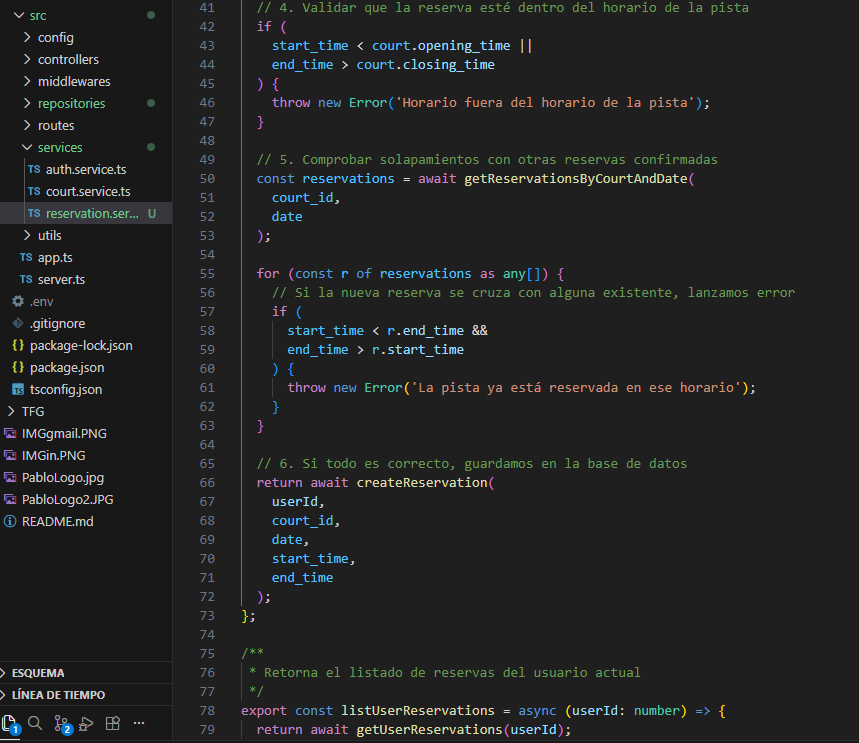 src
config
controllers
middlewares
repositories
routes
services
TS auth.service.ts
TS court.service.ts
TS reservation.ser... U
utils
TS app.ts
TS server.ts
.env
.gitignore
{} package-lock.json
{} package.json
TS tsconfig.json
TFG
IMGgmail.PNG
IMGin.PNG
PabloLogo.jpg
PabloLogo2.JPG
README.md
ESQUEMA
LÍNEA DE TIEMPO
1
2
...
41 // 4. Validar que la reserva esté dentro del horario de la pista
42 if (
43 start_time < court.opening_time ||
44 end_time > court.closing_time
45 ) {
46 throw new Error('Horario fuera del horario de la pista');
47 }
48
49 // 5. Comprobar solapamientos con otras reservas confirmadas
50 const reservations = await getReservationsByCourtAndDate(
51 court_id,
52 date
53 );
54
55 for (const r of reservations as any[]) {
56 // Si la nueva reserva se cruza con alguna existente, lanzamos error
57 if (
58 start_time < r.end_time &&
59 end_time > r.start_time
60 ) {
61 throw new Error('La pista ya está reservada en ese horario');
62 }
63 }
64
65 // 6. Si todo es correcto, guardamos en la base de datos
66 return await createReservation(
67 userId,
68 court_id,
69 date,
70 start_time,
71 end_time
72 );
73 };
74
75 /**
76 * Retorna el listado de reservas del usuario actual
77 */
78 export const listUserReservations = async (userId: number) => {
79 return await getUserReservations(userId);